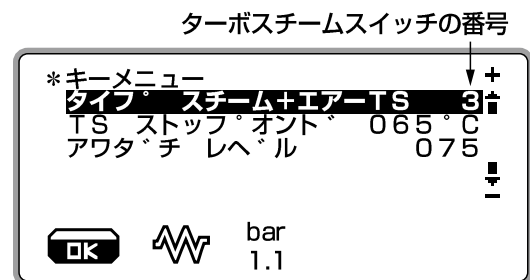 ターボスチームスイッチの番号
*キーメニュー +
タイプ スチーム+エアーTS 3
TS ストップ゜オンド 065°C
アワダチ レベル 075
−
OK bar
1.1